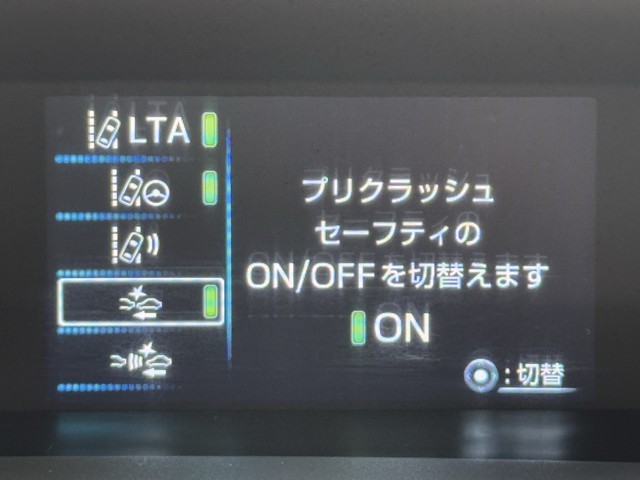 LTA
プリクラッシュ
セーフティの
ON/OFFを切替えます
ON
:切替